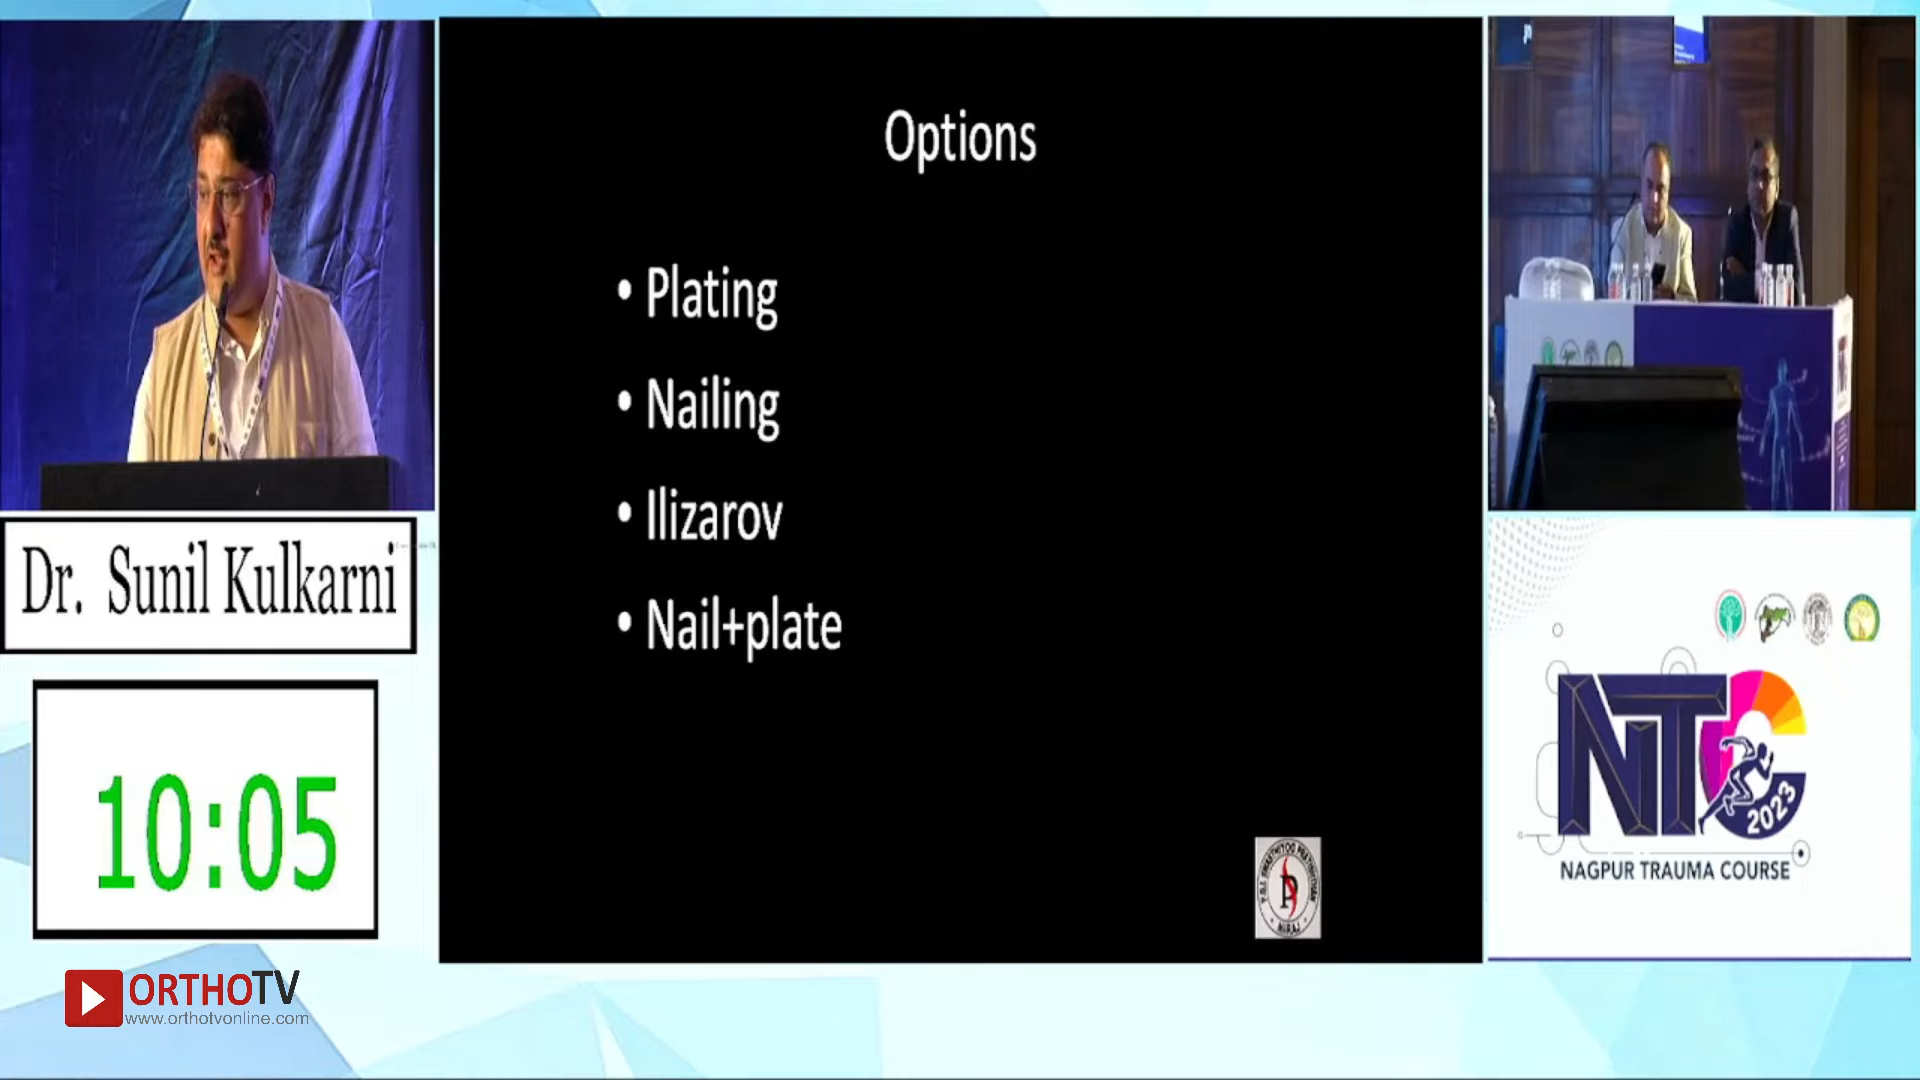 Options
• Plating
• Nailing
• Ilizarov
• Nail+plate
Dr. Sunil Kulkarni
10:05
ORTHOTV
www.orthotvonline.com
NTC
2023
NAGPUR TRAUMA COURSE
MIRAJ